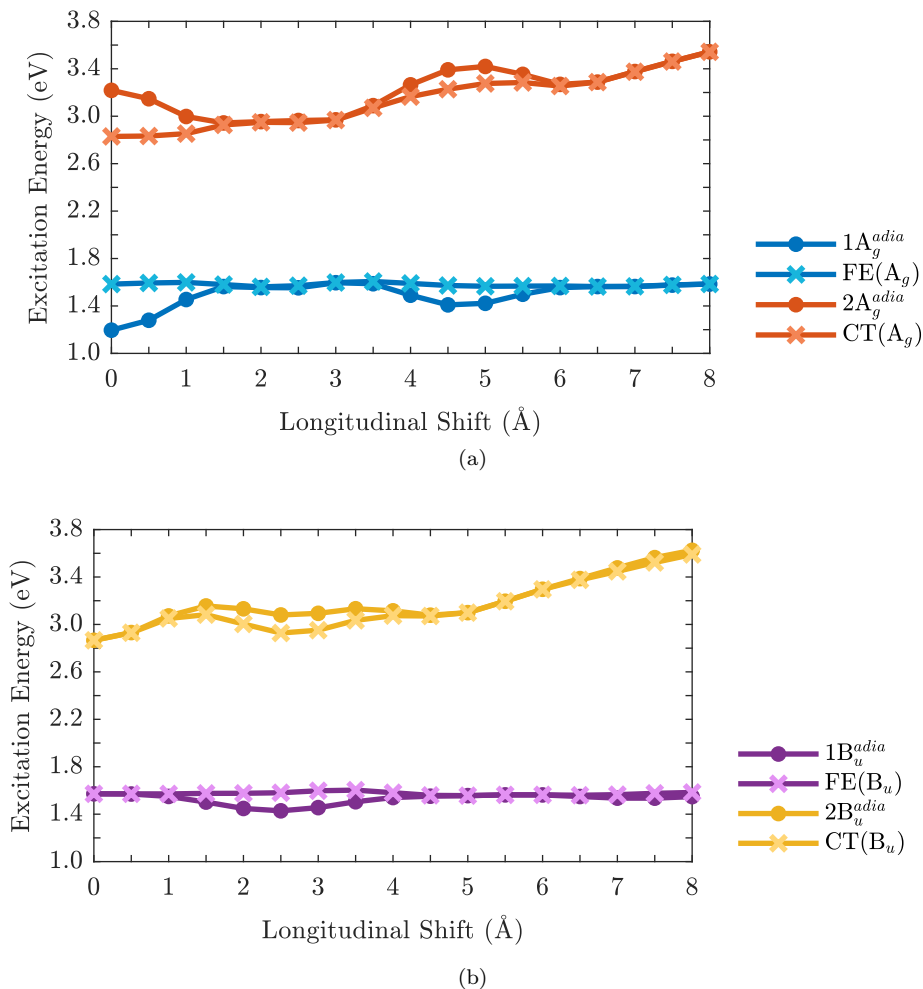 3.8
3.4
3.0
2.6
2.2
1.8
1.4
1.0
Excitation Energy (eV)
0 1 2 3 4 5 6 7 8
Longitudinal Shift (Å)
1A_g^{adia}
FE(A_g)
2A_g^{adia}
CT(A_g)
(a)
3.8
3.4
3.0
2.6
2.2
1.8
1.4
1.0
Excitation Energy (eV)
0 1 2 3 4 5 6 7 8
Longitudinal Shift (Å)
1B_u^{adia}
FE(B_u)
2B_u^{adia}
CT(B_u)
(b)